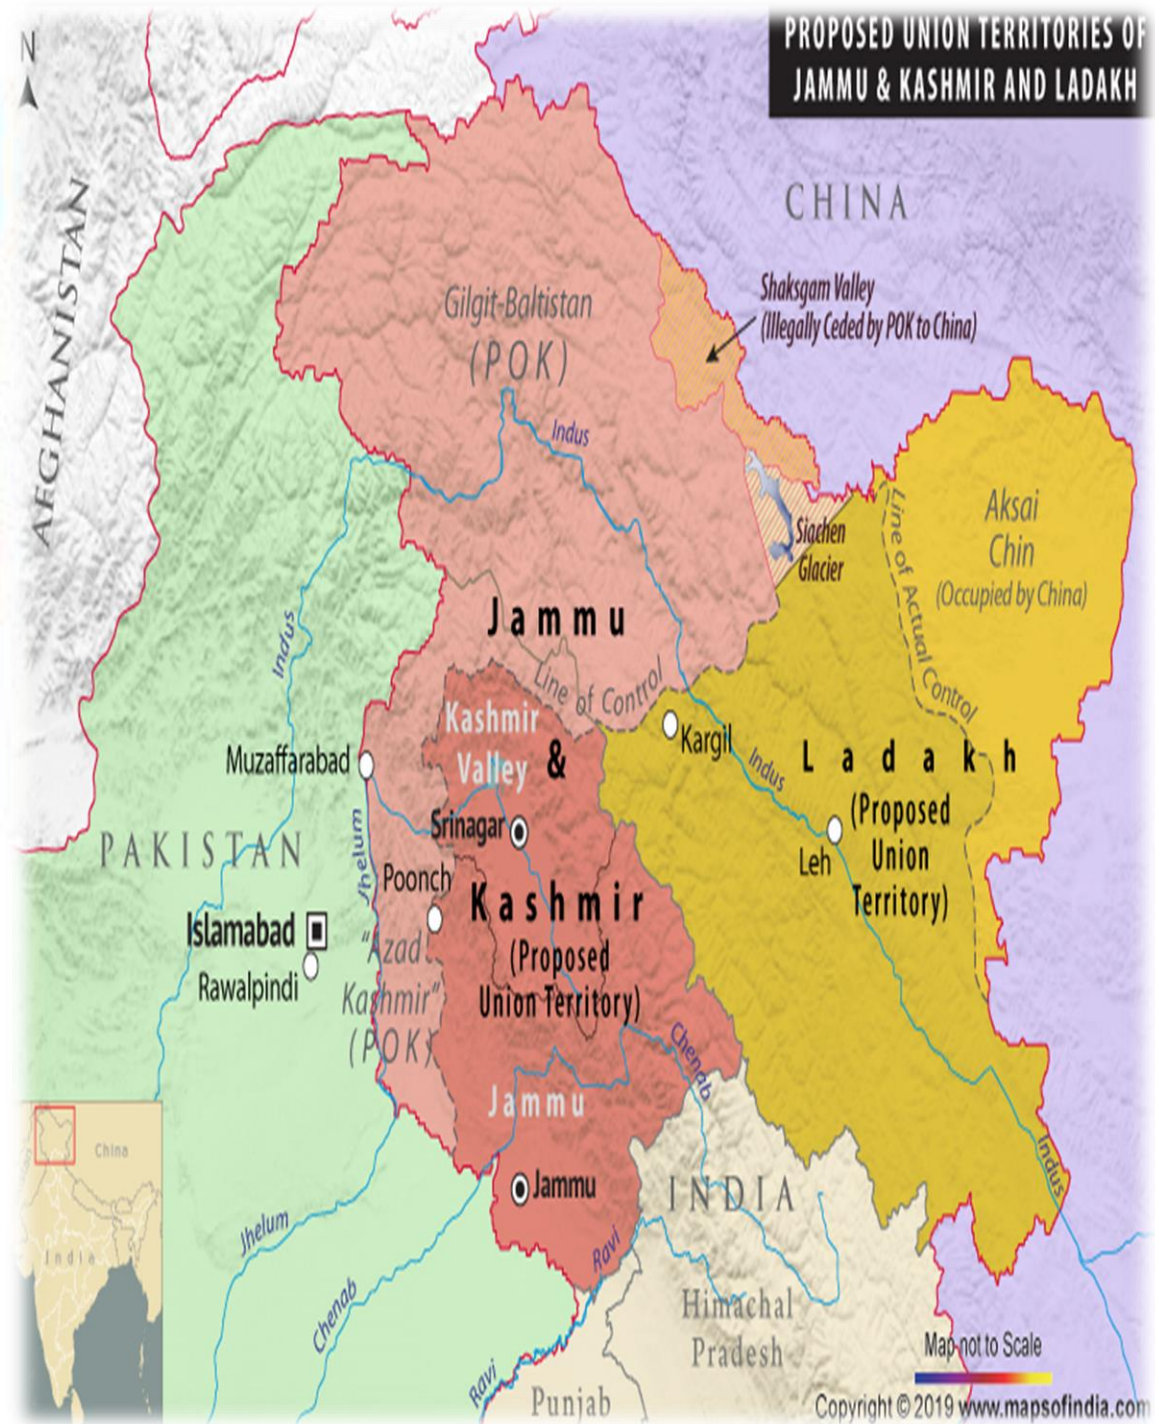 PROPOSED UNION TERRITORIES OF
JAMMU & KASHMIR AND LADAKH
N
AFGHANISTAN
CHINA
Shaksgam Valley
(Illegally Ceded by POK to China)
Gilgit-Baltistan
(POK)
Indus
Siachen
Glacier
Line of Actual Control
Aksai
Chin
(Occupied by China)
Indus
Jammu
Line of Control
Kashmir
Valley
&
Kargil
Indus
Ladakh
(Proposed
Union
Territory)
Leh
Muzaffarabad
Srinagar
PAKISTAN
Jhelum
Poonch
Kashmir
(Proposed
Union Territory)
Islamabad
Rawalpindi
"Azad
Kashmir"
(POK)
Chenab
Jammu
Jammu
INDIA
Indus
China
India
Jhelum
Chenab
Ravi
Ravi
Himachal
Pradesh
Punjab
Map not to Scale
Copyright © 2019 www.mapsofindia.com